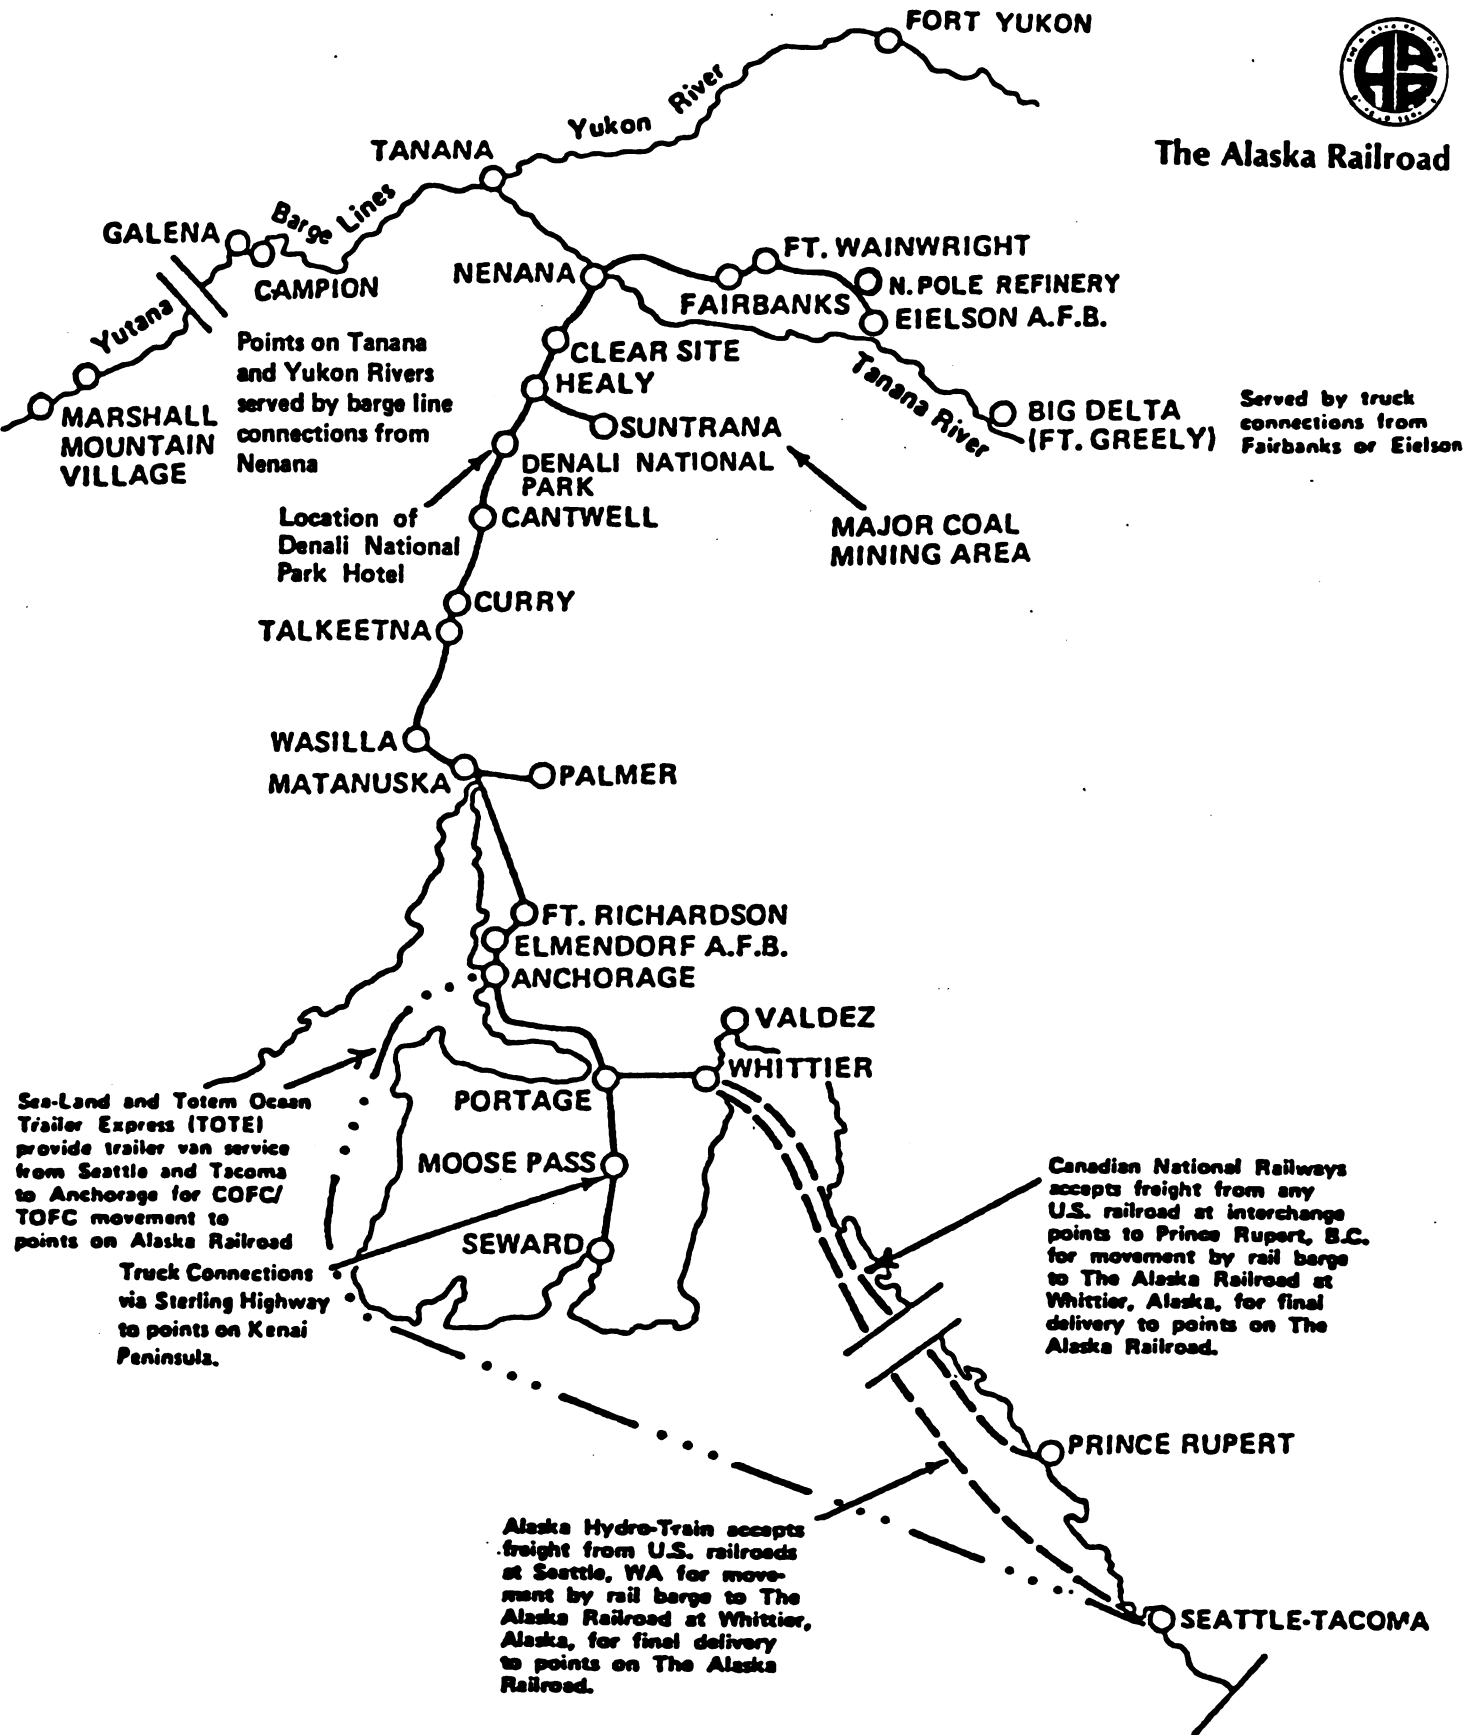 FORT YUKON
The Alaska Railroad
Yukon River
TANANA
Barge Lines
GALENA
CAMPION
Yutana
MARSHALL
MOUNTAIN
VILLAGE
Points on Tanana
and Yukon Rivers
served by barge line
connections from
Nenana
NENANA
FT. WAINWRIGHT
FAIRBANKS
N. POLE REFINERY
EIELSON A.F.B.
CLEAR SITE
HEALY
SUNTRANA
Tanana River
BIG DELTA
(FT. GREELY)
Served by truck
connections from
Fairbanks or Eielson
DENALI NATIONAL
PARK
Location of
Denali National
Park Hotel
CANTWELL
MAJOR COAL
MINING AREA
CURRY
TALKEETNA
WASILLA
MATANUSKA
PALMER
FT. RICHARDSON
ELMENDORF A.F.B.
ANCHORAGE
VALDEZ
WHITTIER
PORTAGE
MOOSE PASS
SEWARD
Sea-Land and Totem Ocean
Trailer Express (TOTE)
provide trailer van service
from Seattle and Tacoma
to Anchorage for COFC/
TOFC movement to
points on Alaska Railroad
Truck Connections
via Sterling Highway
to points on Kenai
Peninsula.
Canadian National Railways
accepts freight from any
U.S. railroad at interchange
points to Prince Rupert, B.C.
for movement by rail barge
to The Alaska Railroad at
Whittier, Alaska, for final
delivery to points on The
Alaska Railroad.
PRINCE RUPERT
Alaska Hydro-Train accepts
freight from U.S. railroads
at Seattle, WA for move-
ment by rail barge to The
Alaska Railroad at Whittier,
Alaska, for final delivery
to points on The Alaska
Railroad.
SEATTLE-TACOMA